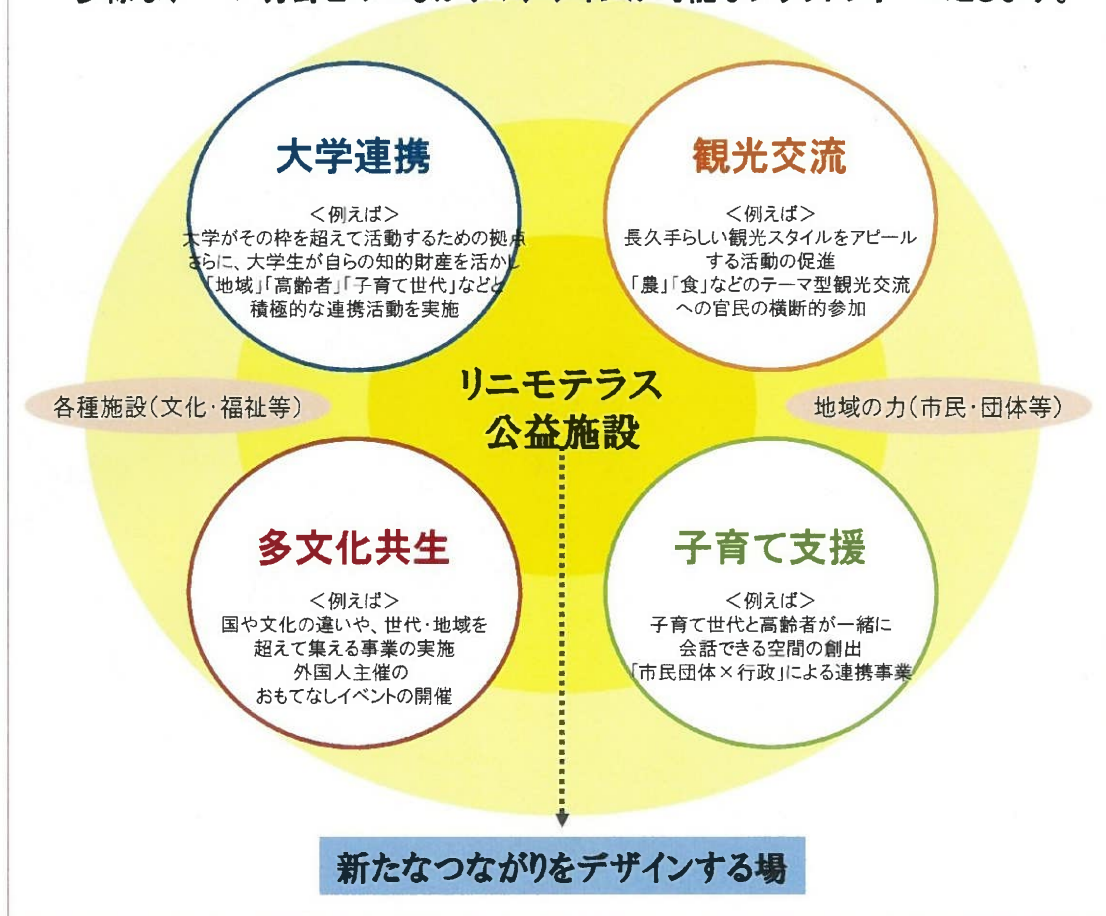 大学連携
＜例えば＞
大学がその枠を超えて活動するための拠点
さらに、大学生が自らの知的財産を活かし
「地域」「高齢者」「子育て世代」などと
積極的な連携活動を実施
観光交流
＜例えば＞
長久手らしい観光スタイルをアピール
する活動の促進
「農」「食」などのテーマ型観光交流
への官民の横断的参加
リニモテラス
公益施設
各種施設(文化・福祉等)
地域の力(市民・団体等)
多文化共生
＜例えば＞
国や文化の違いや、世代・地域を
超えて集える事業の実施
外国人主催の
おもてなしイベントの開催
子育て支援
＜例えば＞
子育て世代と高齢者が一緒に
会話できる空間の創出
「市民団体×行政」による連携事業
新たなつながりをデザインする場